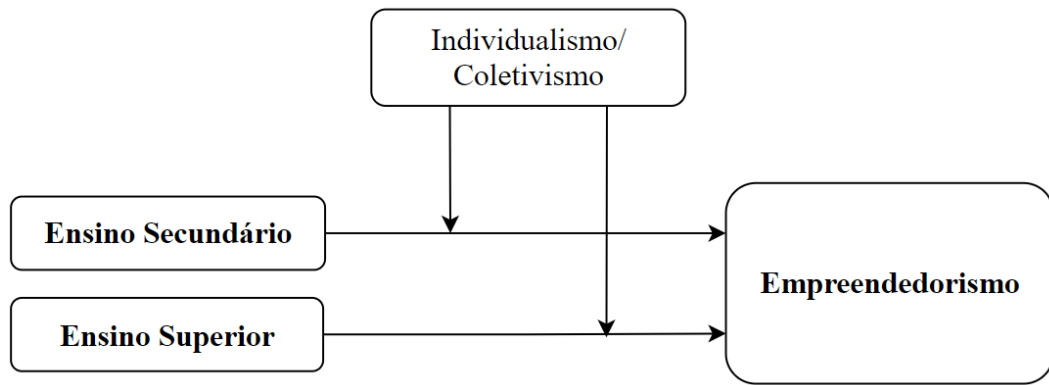 Individualismo/
Coletivismo
Ensino Secundário
Empreendedorismo
Ensino Superior